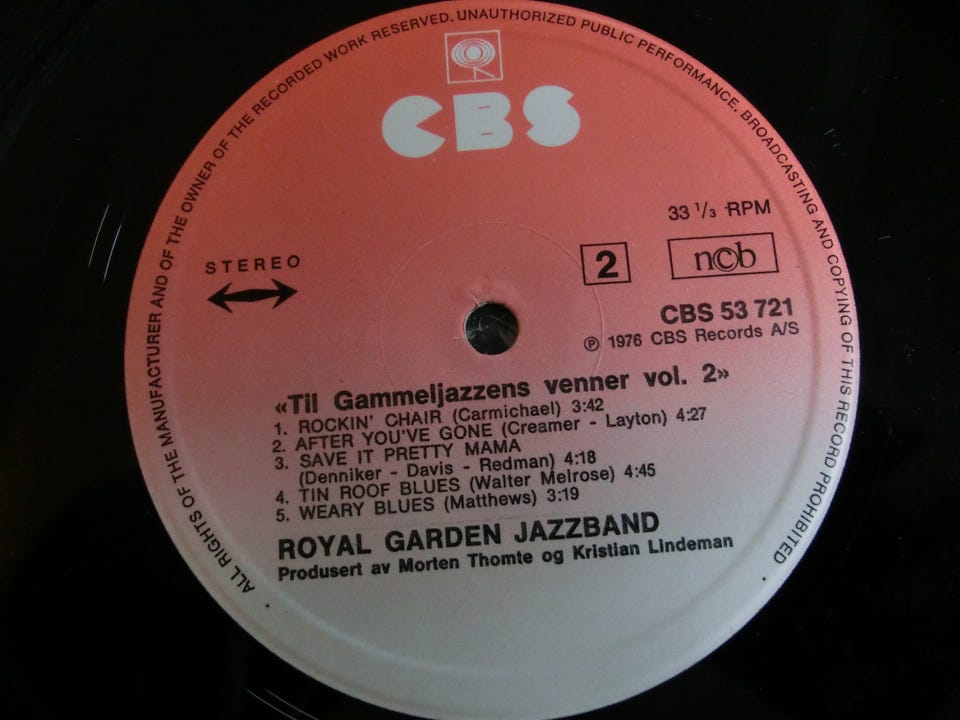 ALL RIGHTS OF THE MANUFACTURER AND OF THE OWNER OF THE RECORDED WORK RESERVED. UNAUTHORIZED PUBLIC PERFORMANCE, BROADCASTING AND COPYING OF THIS RECORD PROHIBITED
CBS
33 1/3 RPM
STEREO
2 n©b
CBS 53 721
℗ 1976 CBS Records A/S
«Til Gammeljazzens venner vol. 2»
1. ROCKIN' CHAIR (Carmichael) 3:42
2. AFTER YOU'VE GONE (Creamer - Layton) 4:27
3. SAVE IT PRETTY MAMA
(Denniker - Davis - Redman) 4:18
4. TIN ROOF BLUES (Walter Melrose) 4:45
5. WEARY BLUES (Matthews) 3:19
ROYAL GARDEN JAZZBAND
Produsert av Morten Thomte og Kristian Lindeman